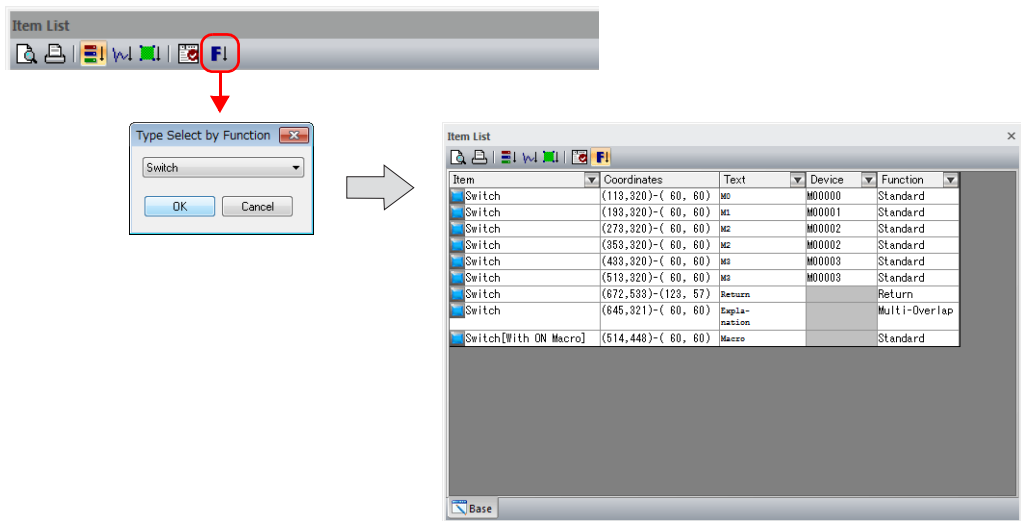 Item List
F
Type Select by Function
Switch
OK Cancel
Item List
F
Item Coordinates Text Device Function
Switch (113,320)-( 60, 60) M0 M00000 Standard
Switch (193,320)-( 60, 60) M1 M00001 Standard
Switch (273,320)-( 60, 60) M2 M00002 Standard
Switch (353,320)-( 60, 60) M2 M00002 Standard
Switch (433,320)-( 60, 60) M3 M00003 Standard
Switch (513,320)-( 60, 60) M3 M00003 Standard
Switch (672,533)-(123, 57) Return Return
Switch (645,321)-( 60, 60) Expla- Multi-Overlap
nation
Switch[With ON Macro] (514,448)-( 60, 60) Macro Standard
Base